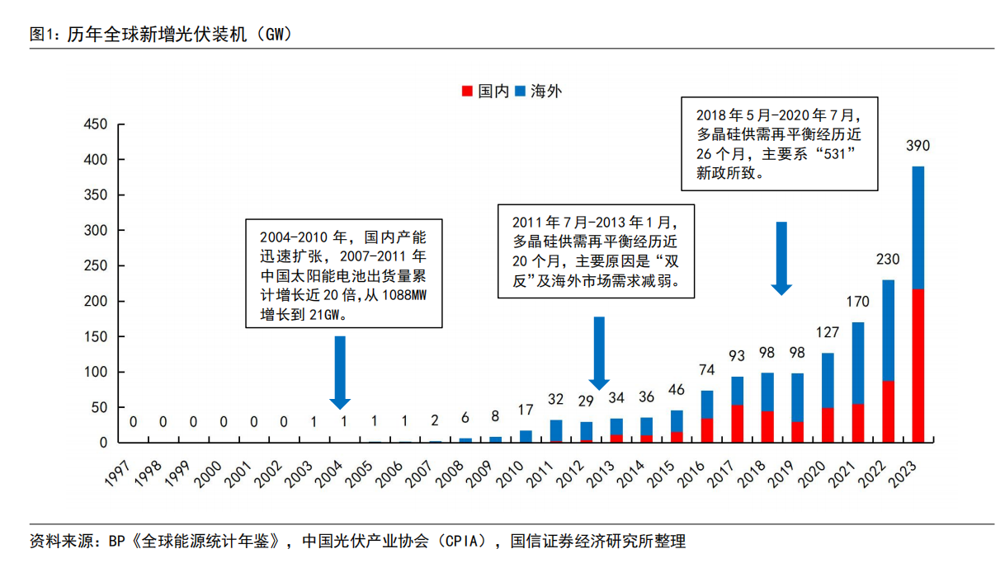 图1：历年全球新增光伏装机（GW）
国内 海外
2018年5月-2020年7月，
多晶硅供需再平衡经历近
26个月，主要系“531”
新政所致。
2011年7月-2013年1月，
多晶硅供需再平衡经历近
20个月，主要原因是“双
反”及海外市场需求减弱。
2004-2010年，国内产能
迅速扩张，2007-2011年
中国太阳能电池出货量累
计增长近20倍，从1088MW
增长到21GW。
450
400
350
300
250
200
150
100
50
0
0 0 0 0 0 0 1 1 1 1 2 6 8 17 32 29 34 36 46 74 93 98 98 127 170 230 390
1997 1998 1999 2000 2001 2002 2003 2004 2005 2006 2007 2008 2009 2010 2011 2012 2013 2014 2015 2016 2017 2018 2019 2020 2021 2022 2023
资料来源：BP《全球能源统计年鉴》，中国光伏产业协会（CPIA），国信证券经济研究所整理